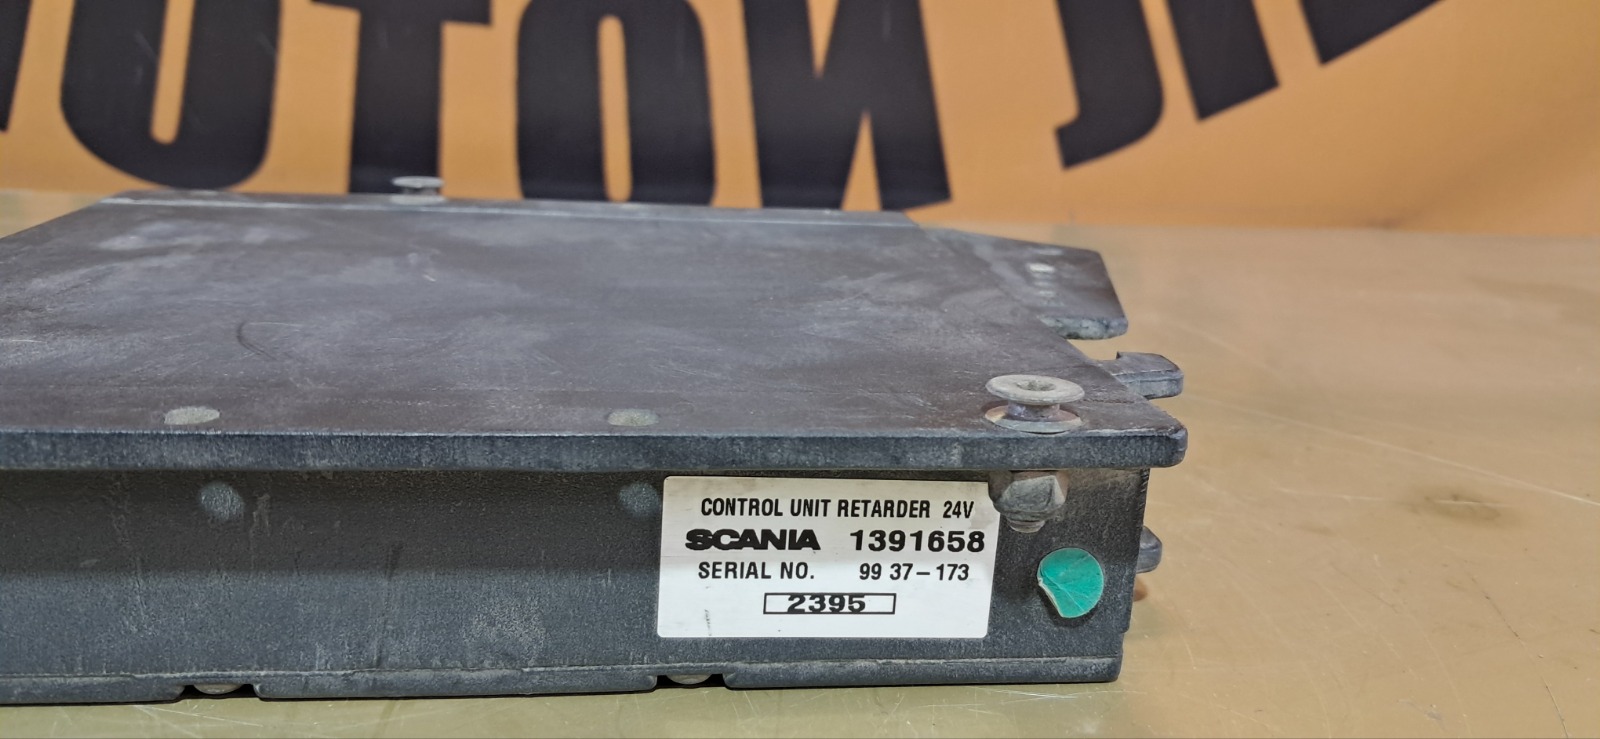 CONTROL UNIT RETARDER 24V
SCANIA 1391658
SERIAL NO. 99 37-173
2395